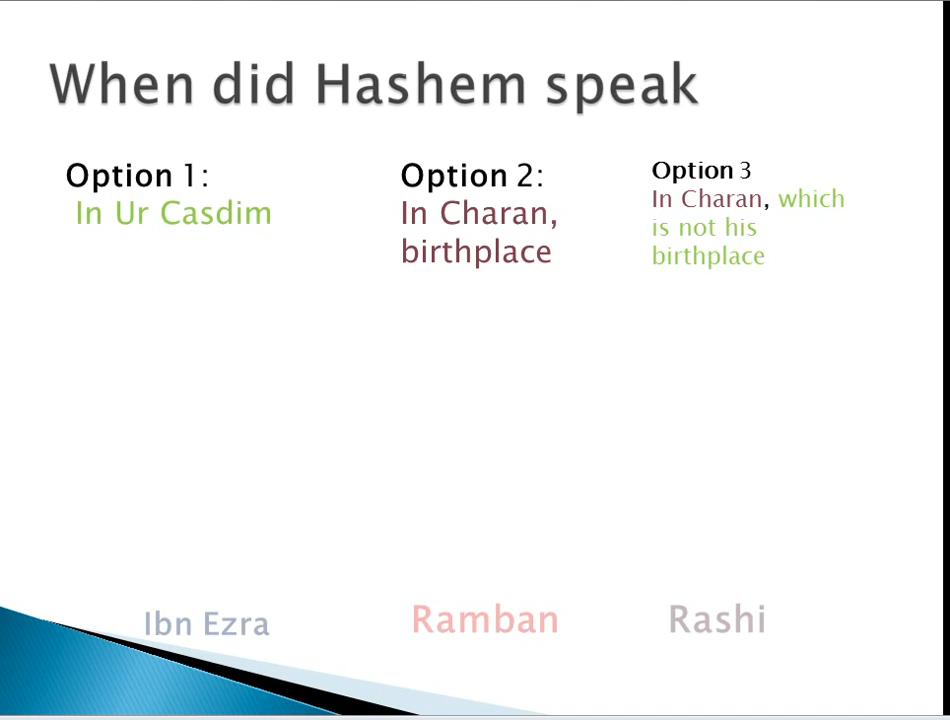 When did Hashem speak
Option 1:
In Ur Casdim
Option 2:
In Charan,
birthplace
Option 3
In Charan, which
is not his
birthplace
Ibn Ezra
Ramban
Rashi